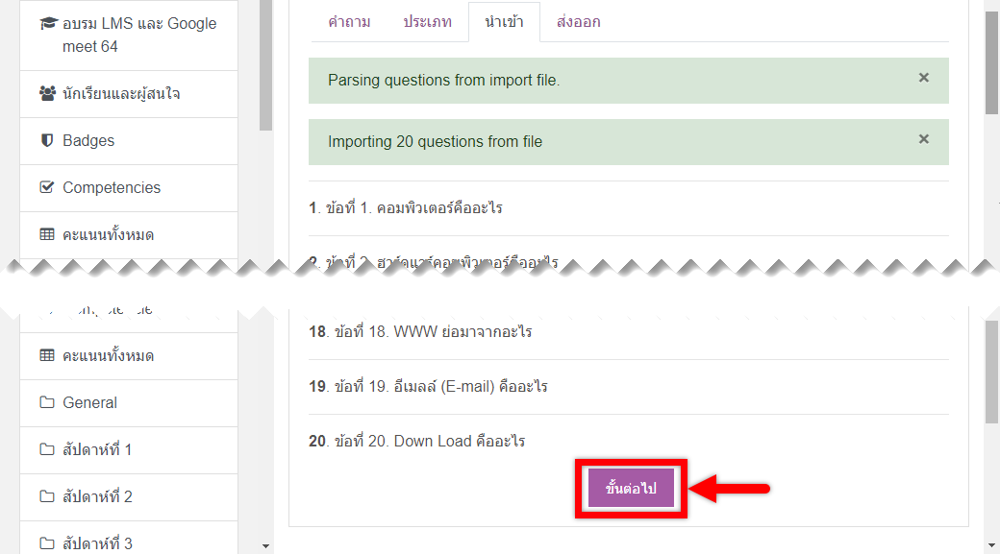 อบรม LMS และ Google
meet 64
นักเรียนและผู้สนใจ
Badges
Competencies
คะแนนทั้งหมด
คำถาม ประเภท นำเข้า ส่งออก
Parsing questions from import file. ×
Importing 20 questions from file ×
1. ข้อที่ 1. คอมพิวเตอร์คืออะไร
2. ข้อที่ 2. ฮาร์ดแวร์คอมพิวเตอร์คืออะไร
คะแนนทั้งหมด
General
สัปดาห์ที่ 1
สัปดาห์ที่ 2
สัปดาห์ที่ 3
18. ข้อที่ 18. WWW ย่อมาจากอะไร
19. ข้อที่ 19. อีเมลล์ (E-mail) คืออะไร
20. ข้อที่ 20. Down Load คืออะไร
ขั้นต่อไป